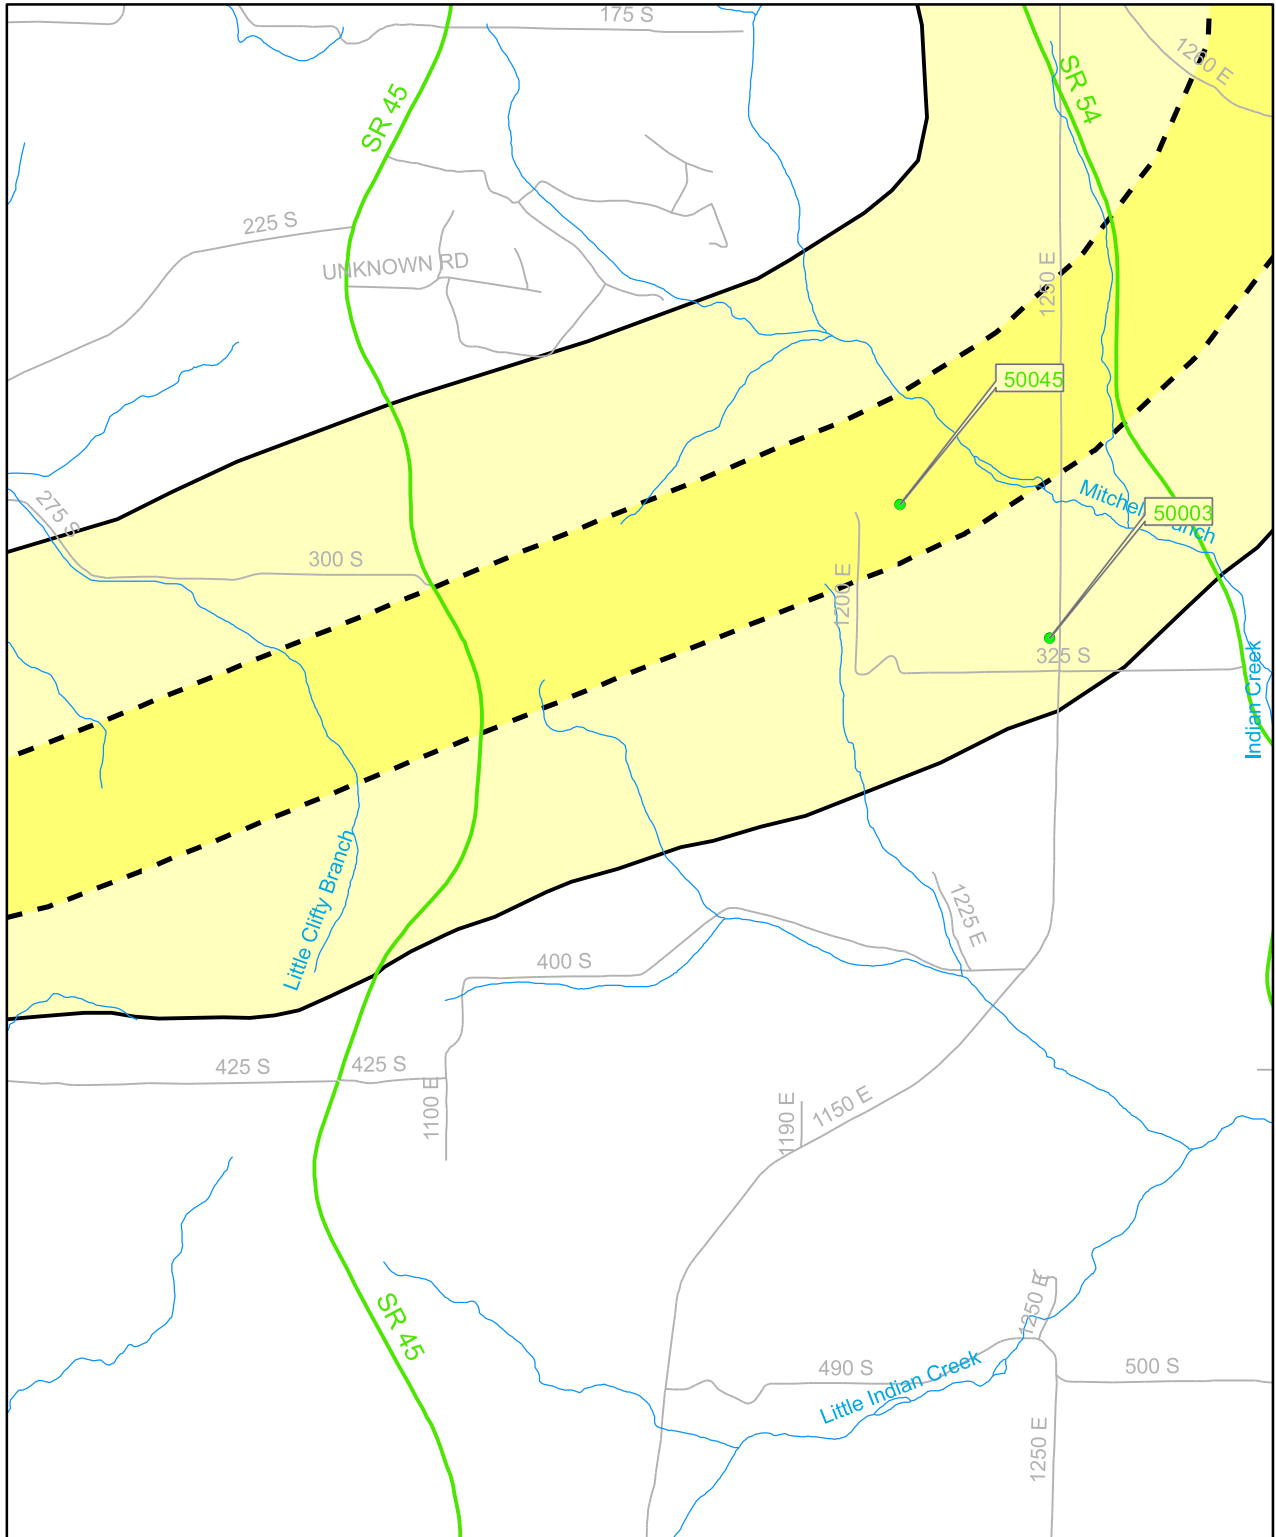 175 S
1260 E
SR 54
SR 45
225 S
UNKNOWN RD
1250 E
50045
275 S
Mitchell Branch
50003
300 S
1200 E
325 S
Indian Creek
Little Clifty Branch
1225 E
400 S
425 S
425 S
1100 E
1190 E
1150 E
1250 E
SR 45
490 S
500 S
Little Indian Creek
1250 E